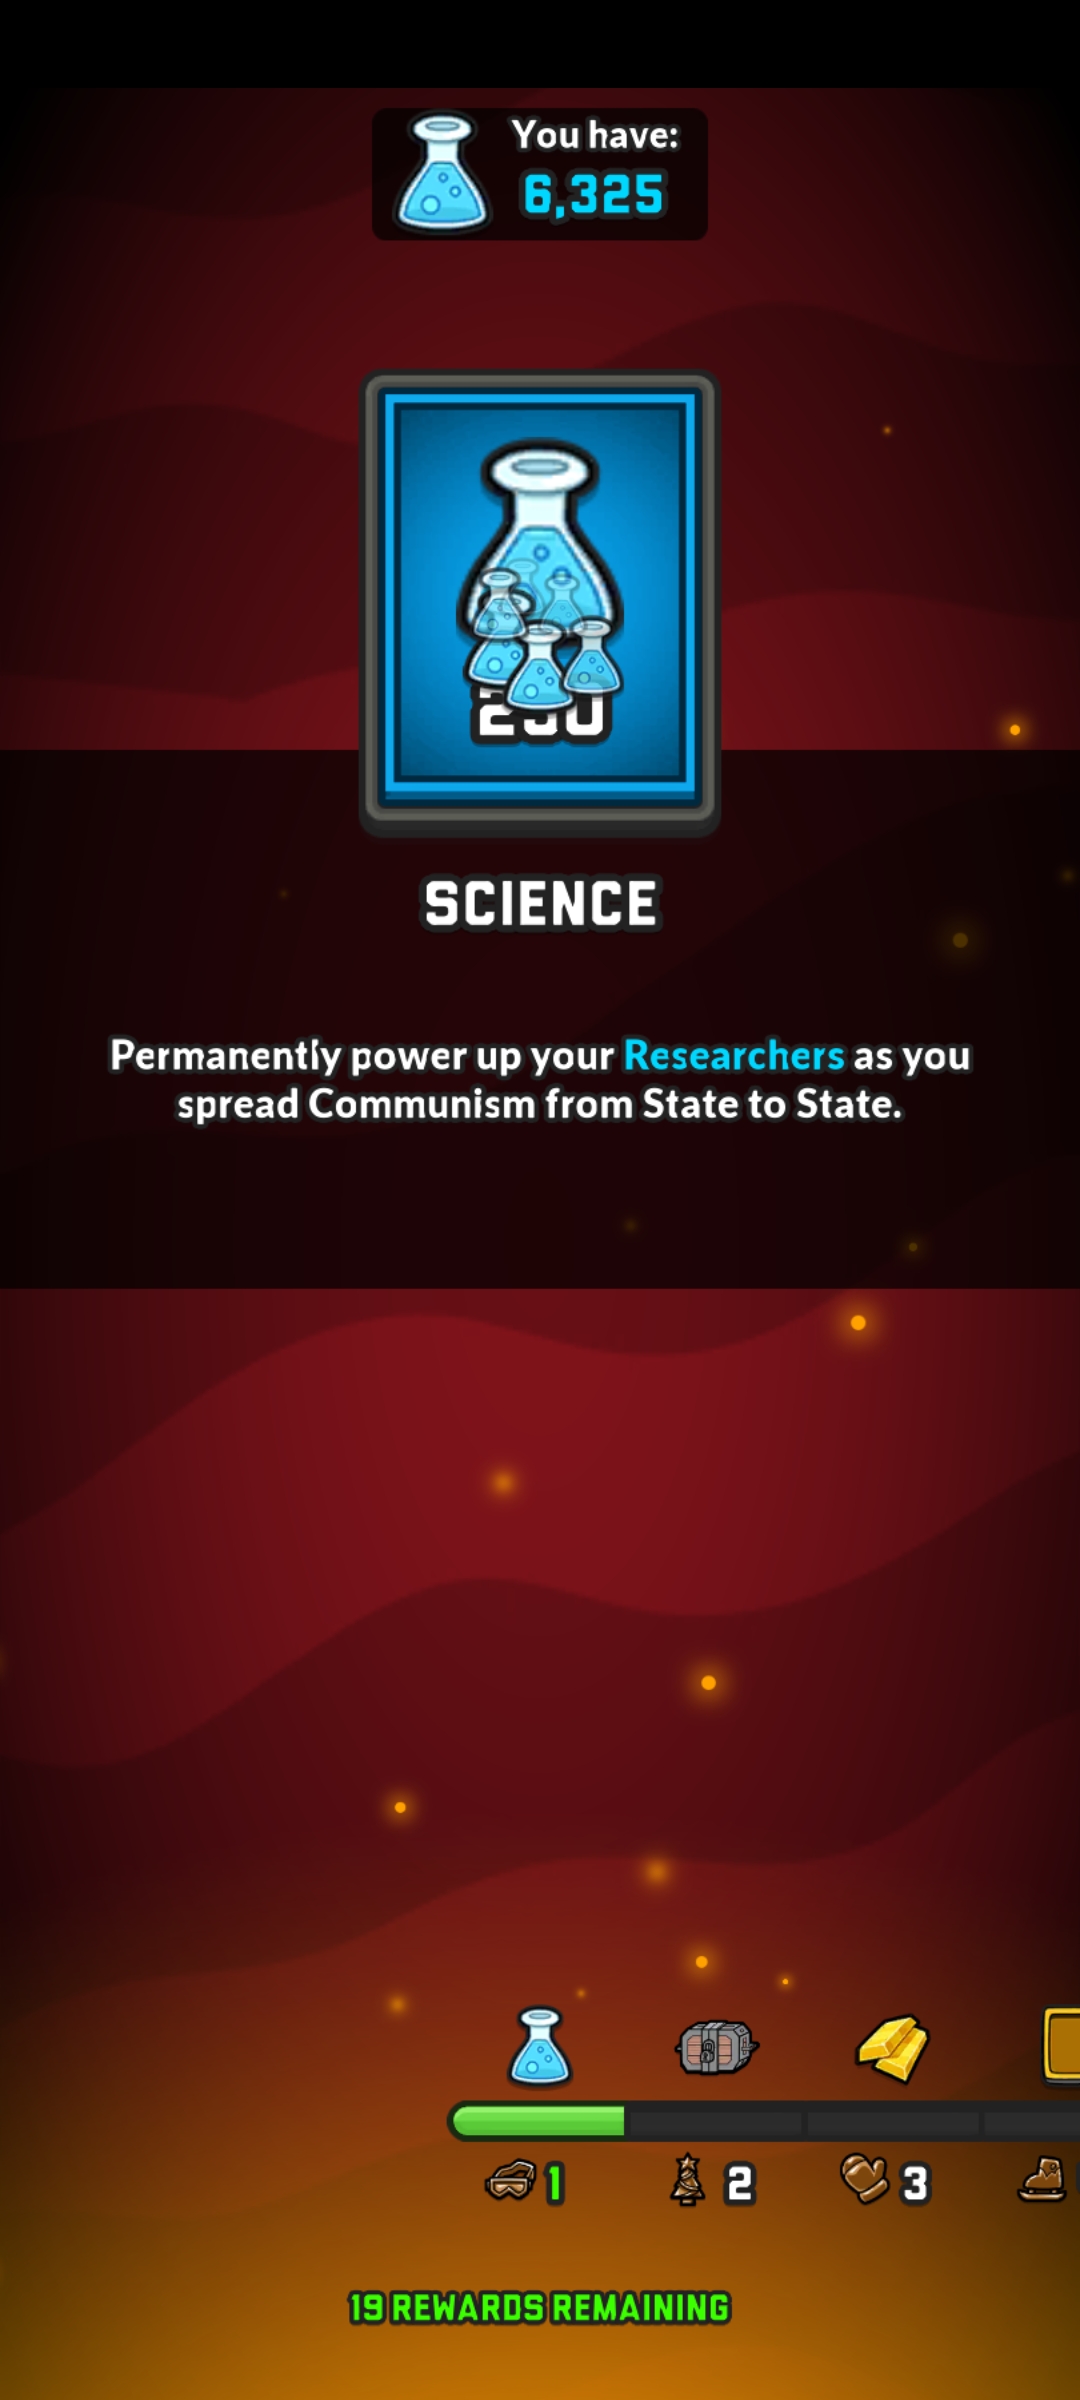 You have:
6,325
SCIENCE
Permanently power up your Researchers as you
spread Communism from State to State.
1
2
3
19 REWARDS REMAINING